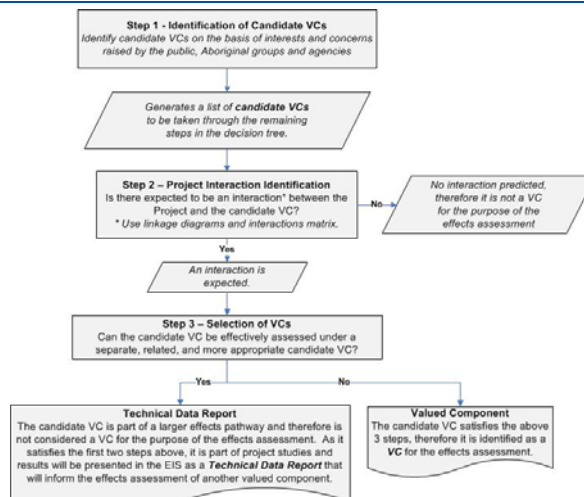 Step 1 - Identification of Candidate VCs
Identify candidate VCs on the basis of interests and concerns
raised by the public, Aboriginal groups and agencies
Generates a list of candidate VCs
to be taken through the remaining
steps in the decision tree.
Step 2 – Project Interaction Identification
Is there expected to be an interaction* between the
Project and the candidate VC?
* Use linkage diagrams and interactions matrix.
No
No interaction predicted,
therefore it is not a VC
for the purpose of the
effects assessment
Yes
An interaction is
expected.
Step 3 – Selection of VCs
Can the candidate VC be effectively assessed under a
separate, related, and more appropriate candidate VC?
Yes
No
Technical Data Report
The candidate VC is part of a larger effects pathway and therefore is
not considered a VC for the purpose of the effects assessment. As it
satisfies the first two steps above, it is part of project studies and
results will be presented in the EIS as a Technical Data Report that
will inform the effects assessment of another valued component.
Valued Component
The candidate VC satisfies the above
3 steps, therefore it is identified as a
VC for the effects assessment.